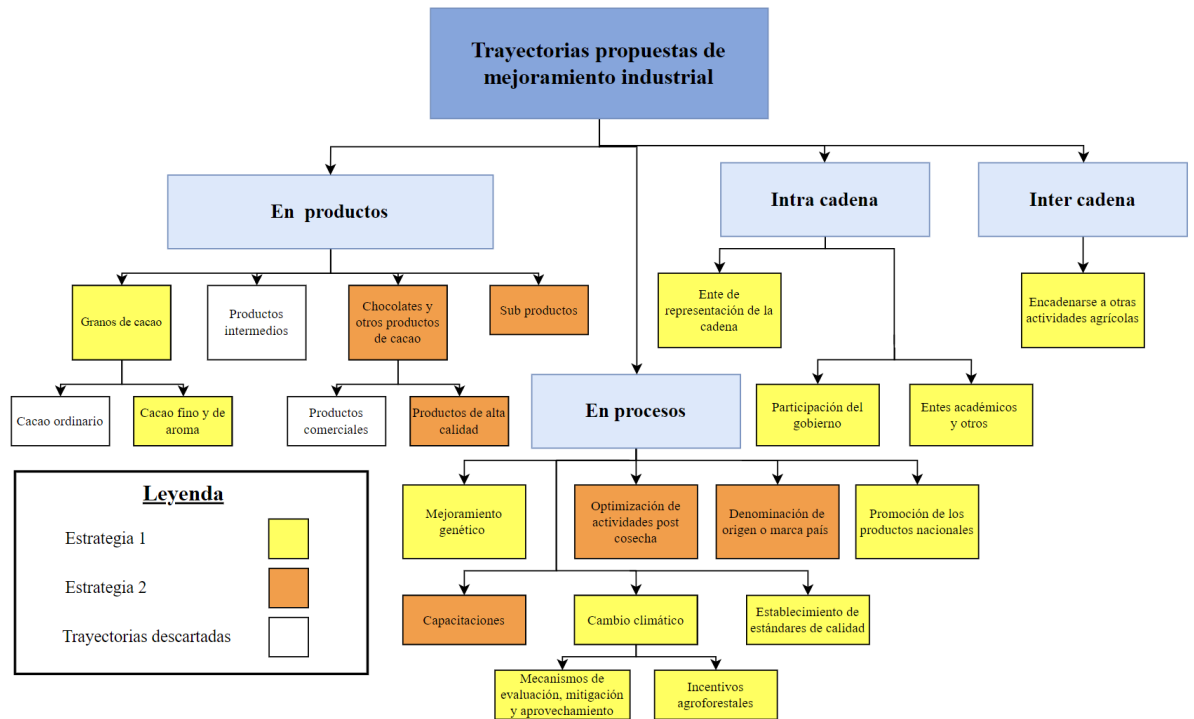 Trayectorias propuestas de
mejoramiento industrial
En productos
Intra cadena
Inter cadena
Granos de cacao
Productos
intermedios
Chocolates y
otros productos
de cacao
Sub productos
Ente de
representación de la
cadena
Encadenarse a otras
actividades agrícolas
Cacao ordinario
Cacao fino y de
aroma
Productos
comerciales
Productos de alta
calidad
En procesos
Participación del
gobierno
Entes académicos
y otros
Leyenda
Estrategia 1
Estrategia 2
Trayectorias descartadas
Mejoramiento
genético
Optimización de
actividades post
cosecha
Denominación de
origen o marca país
Promoción de los
productos nacionales
Capacitaciones
Cambio climático
Establecimiento de
estándares de calidad
Mecanismos de
evaluación, mitigación
y aprovechamiento
Incentivos
agroforestales